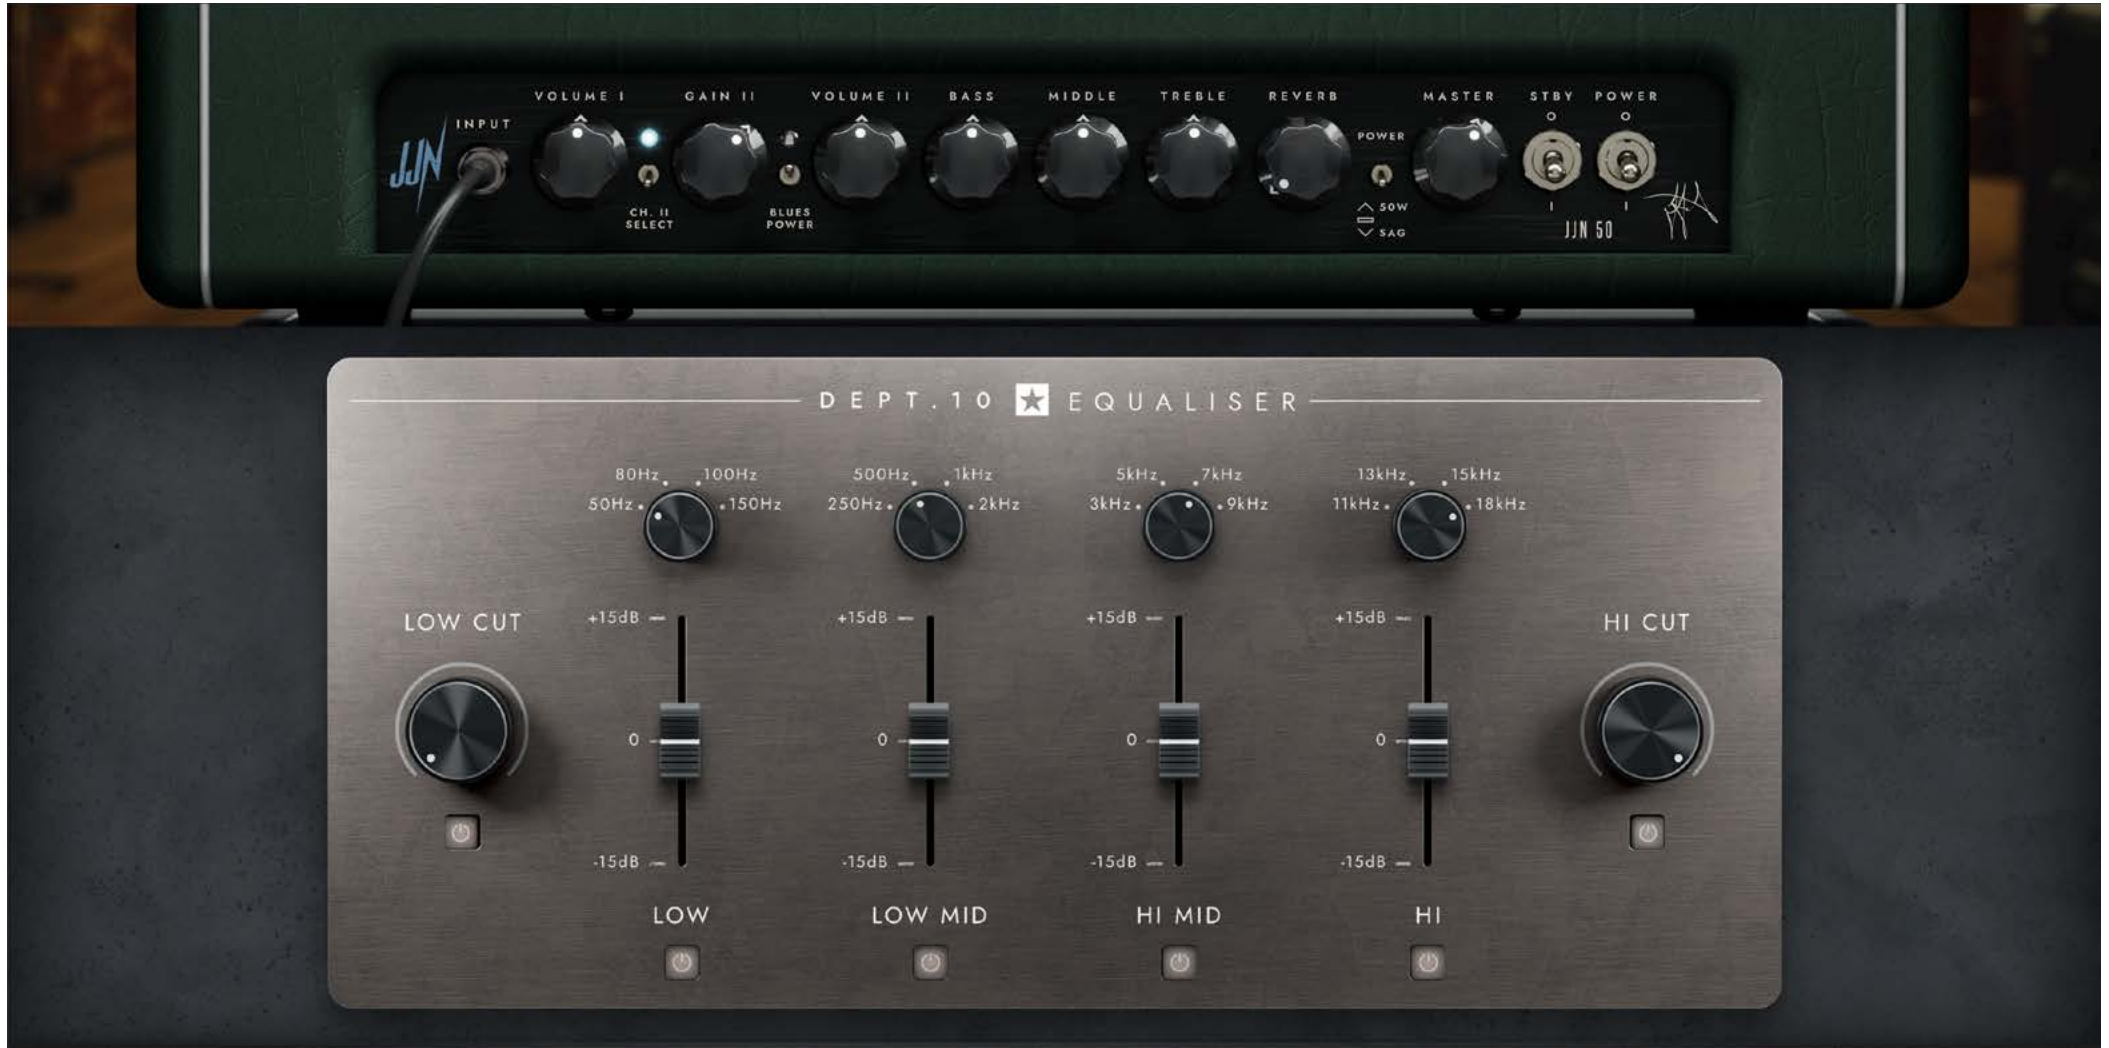 VOLUME I GAIN II VOLUME II BASS MIDDLE TREBLE REVERB MASTER STBY POWER
INPUT
O O
POWER
JJN
CH. II
SELECT
BLUES
POWER
50W
SAG
I I
JJN 50
DEPT.10 EQUALISER
80Hz 100Hz 500Hz 1kHz 5kHz 7kHz 13kHz 15kHz
50Hz 150Hz 250Hz 2kHz 3kHz 9kHz 11kHz 18kHz
LOW CUT
HI CUT
+15dB +15dB +15dB +15dB
0 0 0 0
-15dB -15dB -15dB -15dB
LOW LOW MID HI MID HI